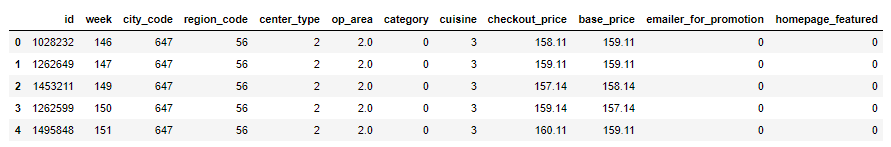 id week city_code region_code center_type op_area category cuisine checkout_price base_price emailer_for_promotion homepage_featured
0 1028232 146 647 56 2 2.0 0 3 158.11 159.11 0 0
1 1262649 147 647 56 2 2.0 0 3 159.11 159.11 0 0
2 1453211 149 647 56 2 2.0 0 3 157.14 158.14 0 0
3 1262599 150 647 56 2 2.0 0 3 159.14 157.14 0 0
4 1495848 151 647 56 2 2.0 0 3 160.11 159.11 0 0